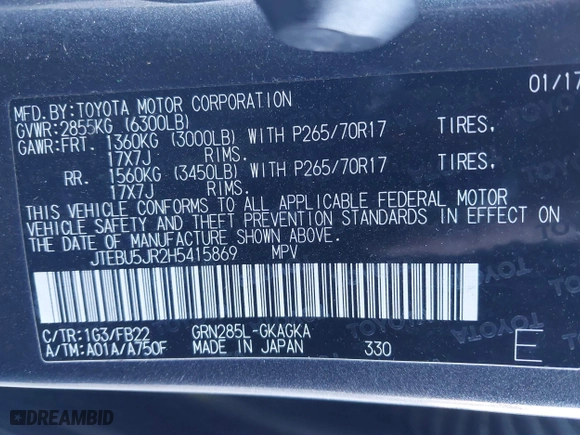 01/17
MFD.BY:TOYOTA MOTOR CORPORATION
GVWR:2855KG (6300LB)
GAWR:FRT. 1360KG (3000LB) WITH P265/70R17 TIRES,
17X7J RIMS.
RR. 1560KG (3450LB) WITH P265/70R17 TIRES,
17X7J RIMS.
THIS VEHICLE CONFORMS TO ALL APPLICABLE FEDERAL MOTOR
VEHICLE SAFETY AND THEFT PREVENTION STANDARDS IN EFFECT ON
THE DATE OF MANUFACTURE SHOWN ABOVE.
JTEBU5JR2H5415869 MPV
C/TR:1G3/FB22 GRN285L-GKAGKA
A/TM:A01A/A750F MADE IN JAPAN 330 E
TOYOTA
DREAMBID